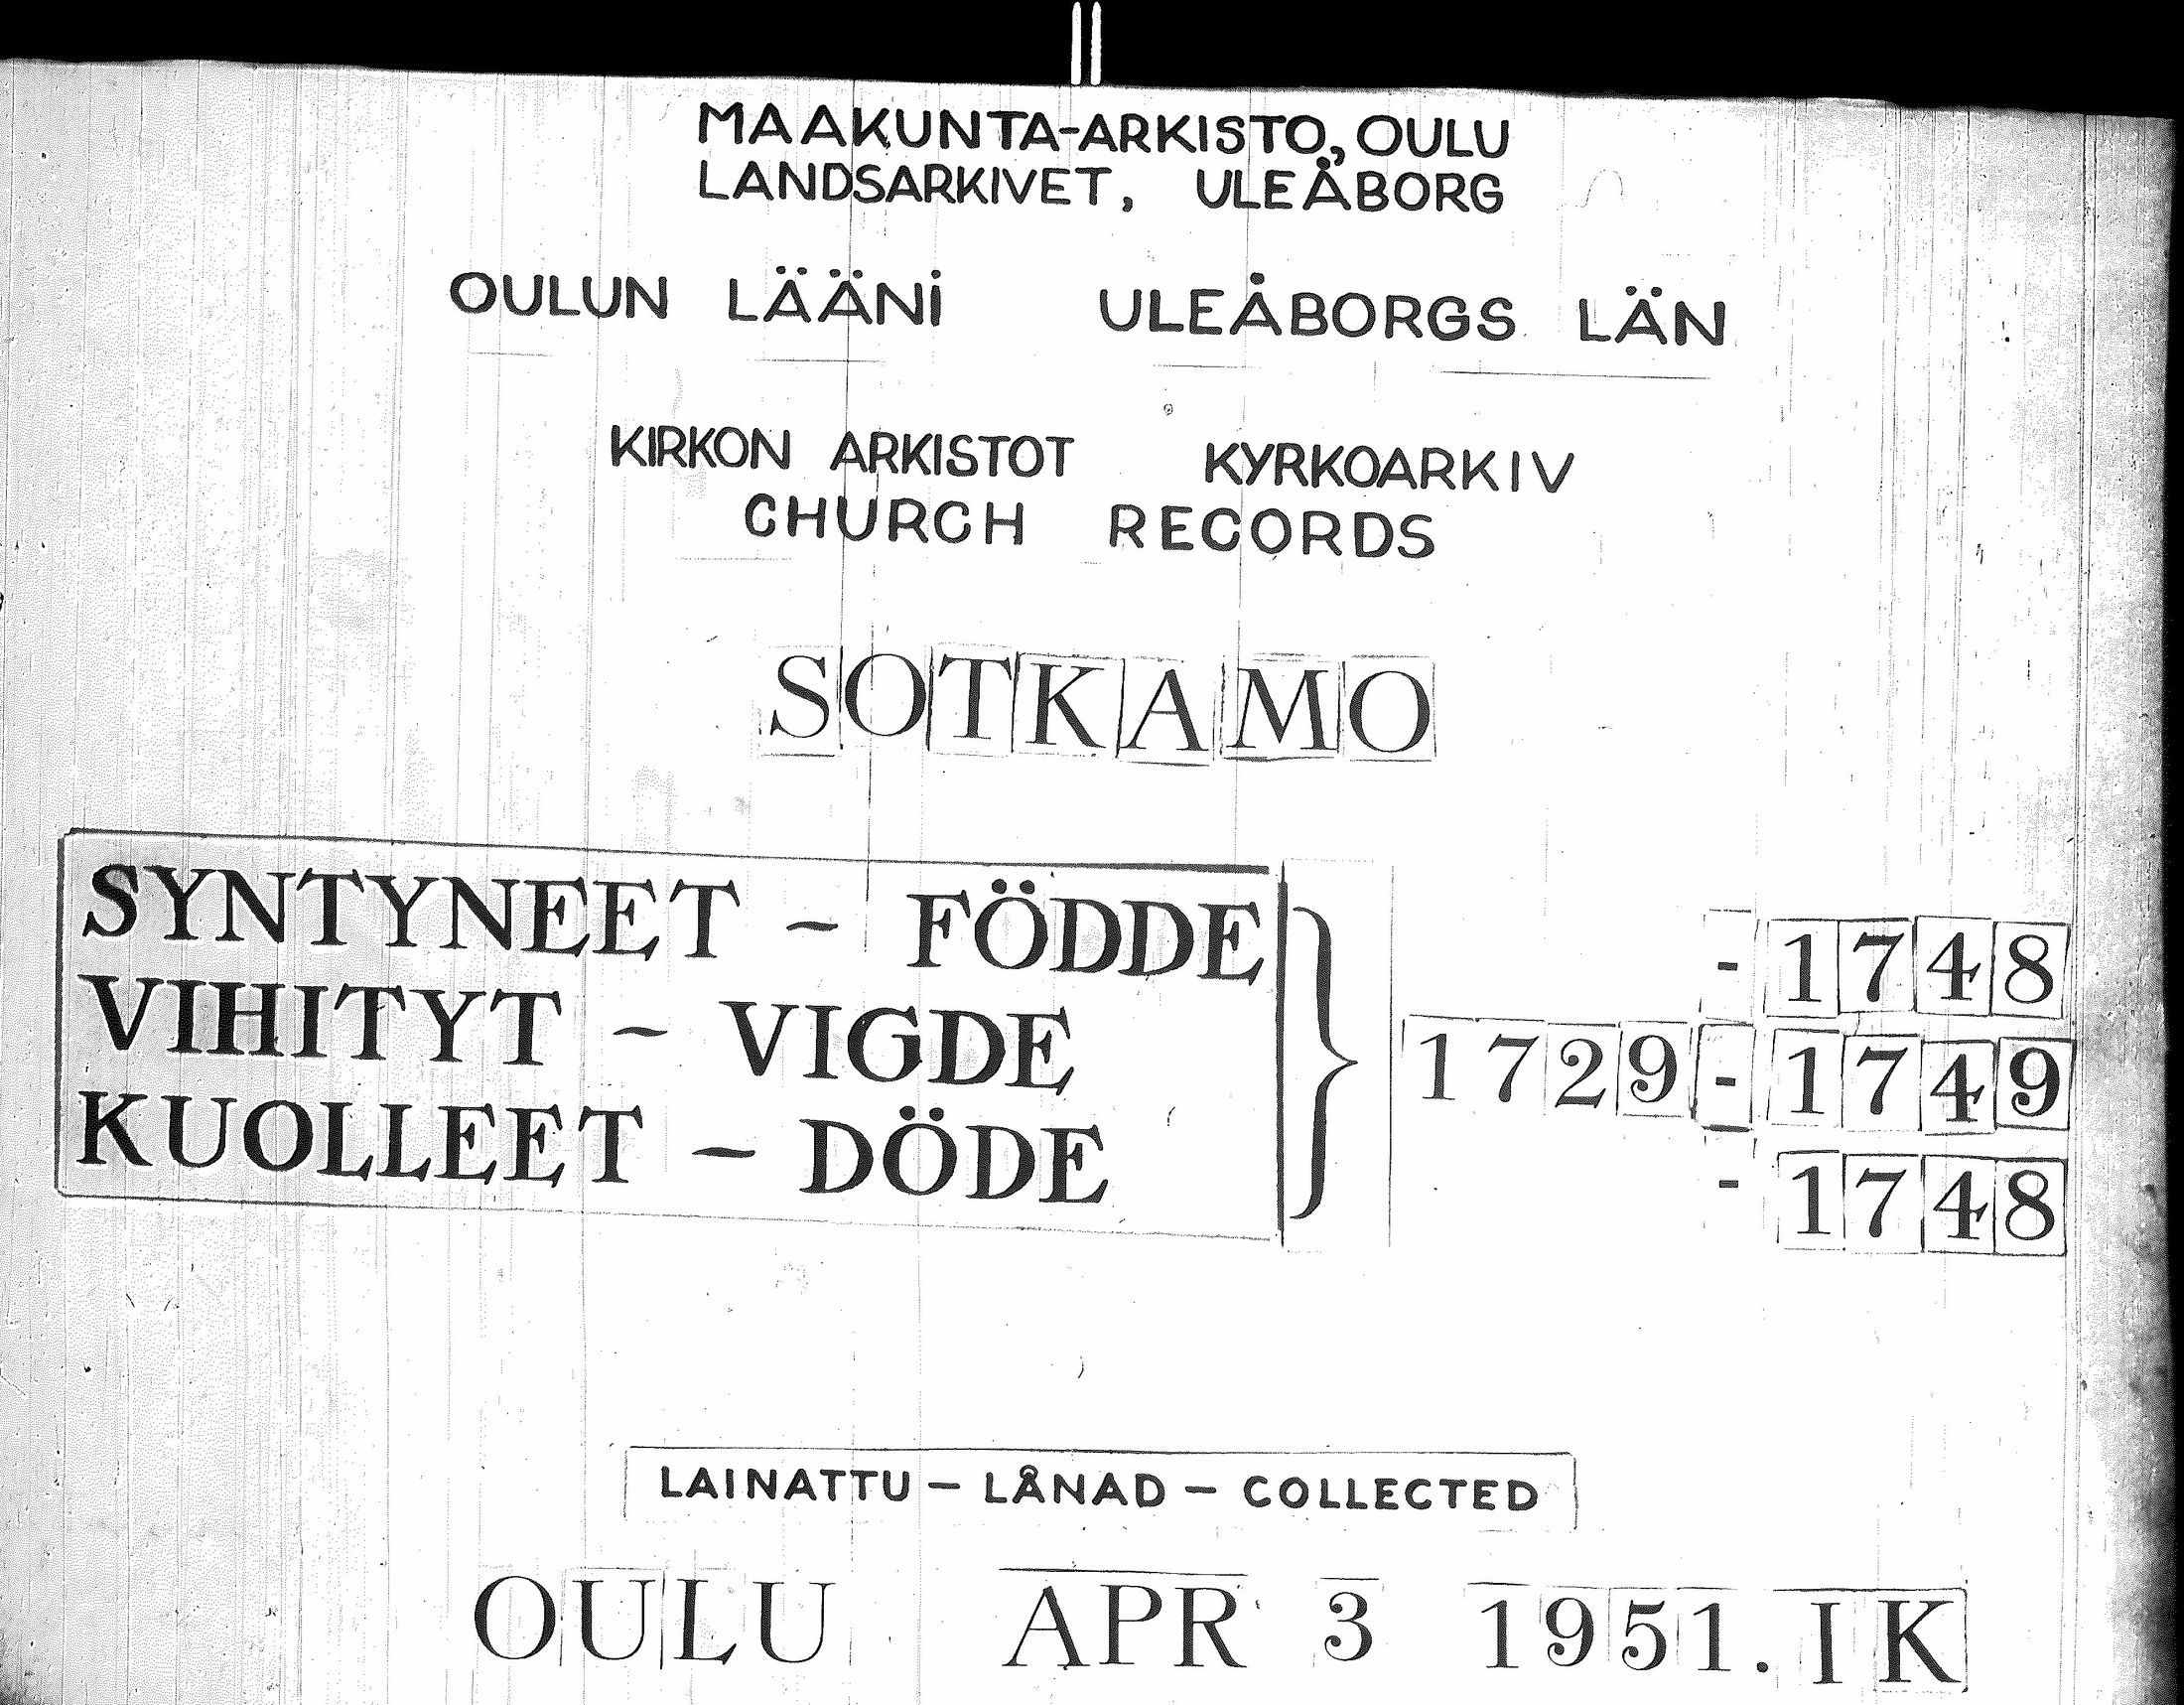 MAAKUNTA-ARKISTO, OULU
LANDSARKIVET, ULEÅBORG
OULUN LÄÄNI ULEÅBORGS LÄN
KIRKON ARKISTOT KYRKOARKIV
CHURCH RECORDS
SOTKAMO
SYNTYNEET - FÖDDE - 1748
VIHITYT - VIGDE } 1729 - 1749
KUOLLEET - DÖDE - 1748
LAINATTU - LÅNAD - COLLECTED
OULU APR 3 1951. IK